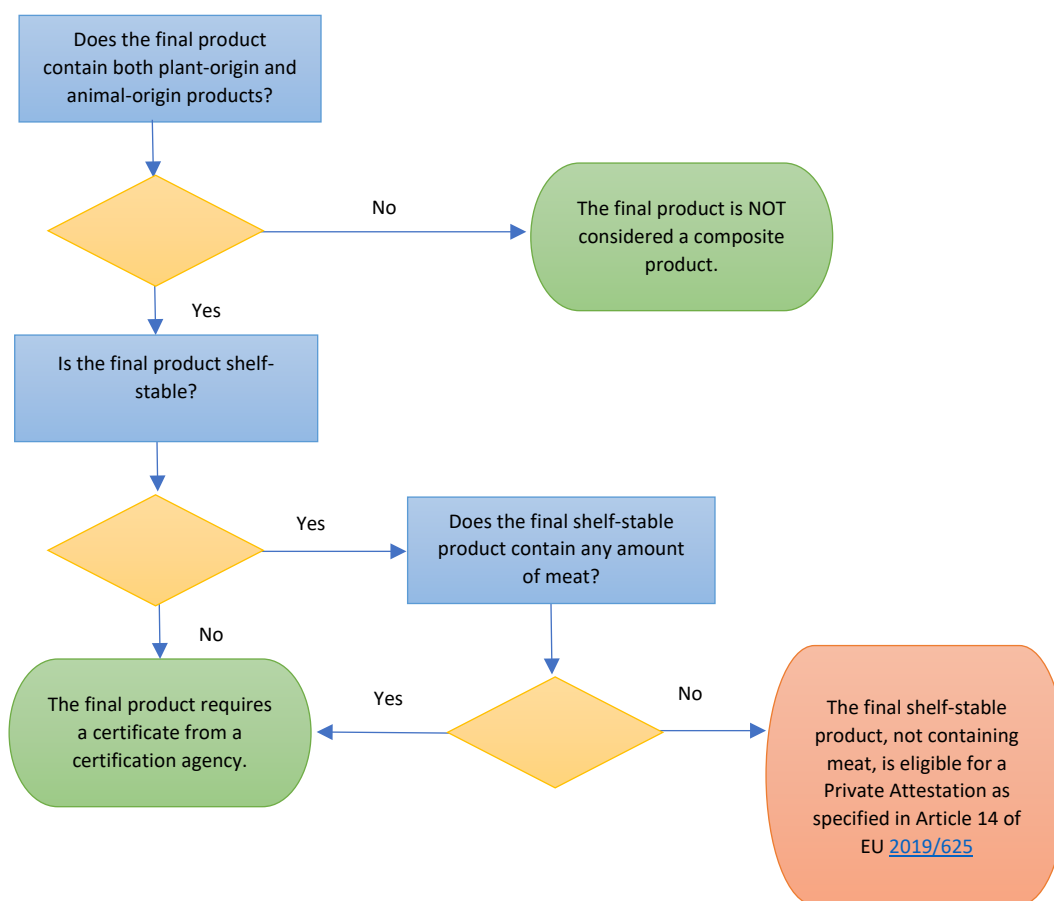 Does the final product
contain both plant-origin and
animal-origin products?
No
The final product is NOT
considered a composite
product.
Yes
Is the final product shelf-
stable?
Yes
Does the final shelf-stable
product contain any amount
of meat?
No
The final product requires
a certificate from a
certification agency.
Yes
No
The final shelf-stable
product, not containing
meat, is eligible for a
Private Attestation as
specified in Article 14 of
EU 2019/625